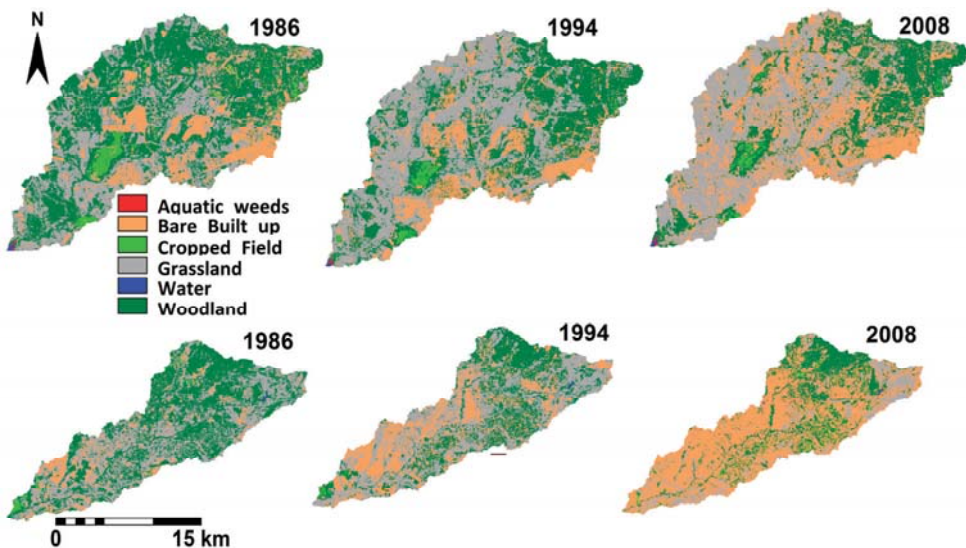 N
1986
1994
2008
Aquatic weeds
Bare Built up
Cropped Field
Grassland
Water
Woodland
1986
1994
2008
0 15 km